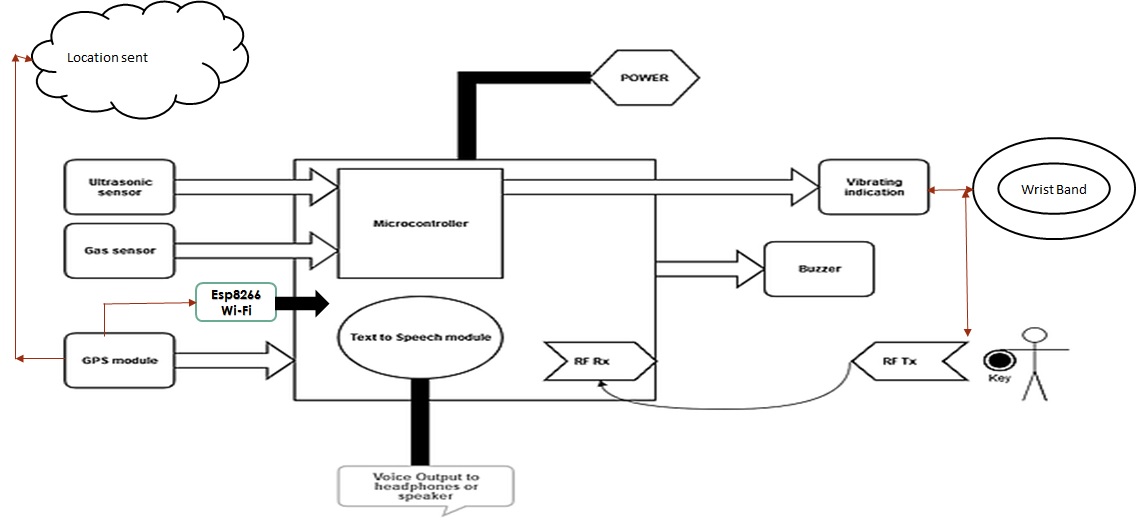 Location sent
POWER
Ultrasonic
sensor
Vibrating
indication
Wrist Band
Microcontroller
Gas sensor
Buzzer
Esp8266
Wi-Fi
Text to Speech module
GPS module
RF Rx
RF Tx
Key
Voice Output to
headphones or
speaker